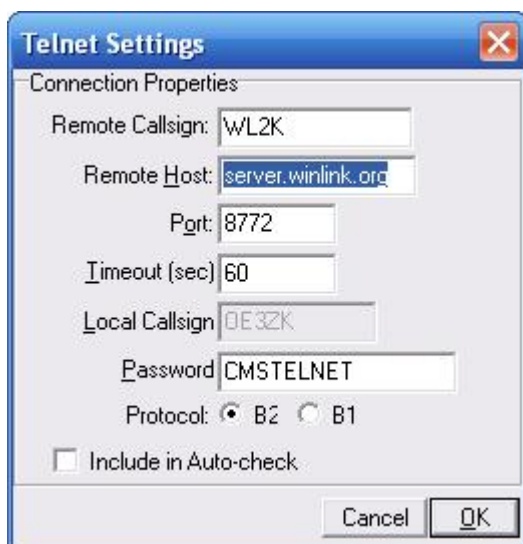 Telnet Settings
Connection Properties
Remote Callsign: WL2K
Remote Host: server.winlink.org
Port: 8772
Timeout (sec) 60
Local Callsign OE3ZK
Password CMSTELNET
Protocol: B2 B1
Include in Auto-check
Cancel OK